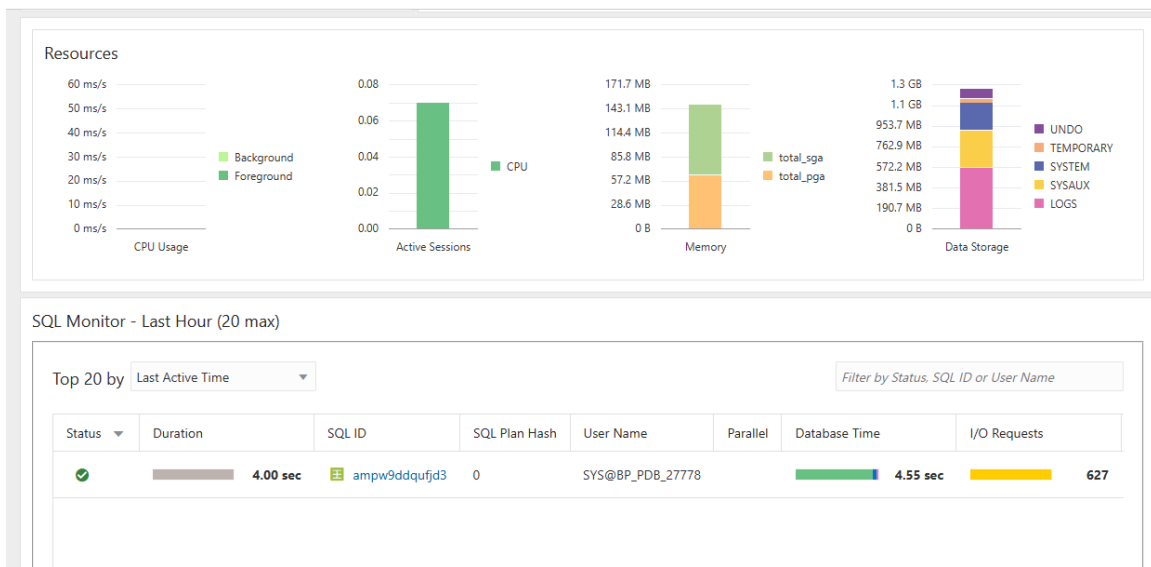 Resources
60 ms/s
50 ms/s
40 ms/s
30 ms/s
20 ms/s
10 ms/s
0 ms/s
CPU Usage
Background
Foreground
0.08
0.06
0.04
0.02
0.00
Active Sessions
CPU
171.7 MB
143.1 MB
114.4 MB
85.8 MB
57.2 MB
28.6 MB
0 B
Memory
total_sga
total_pga
1.3 GB
1.1 GB
953.7 MB
762.9 MB
572.2 MB
381.5 MB
190.7 MB
0 B
Data Storage
UNDO
TEMPORARY
SYSTEM
SYSAUX
LOGS
SQL Monitor - Last Hour (20 max)
Top 20 by Last Active Time Filter by Status, SQL ID or User Name
Status Duration SQL ID SQL Plan Hash User Name Parallel Database Time I/O Requests
4.00 sec ampw9ddqufjd3 0 SYS@BP_PDB_27778 4.55 sec 627